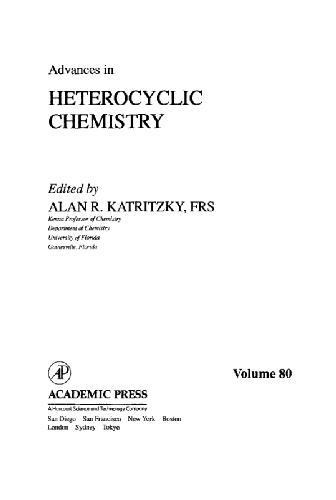 Advances in
HETEROCYCLIC
CHEMISTRY
Edited by
ALAN R. KATRITZKY, FRS
Kenan Professor of Chemistry
Department of Chemistry
University of Florida
Gainesville, Florida
AP
Volume 80
ACADEMIC PRESS
A Harcourt Science and Technology Company
San Diego San Francisco New York Boston
London Sydney Tokyo